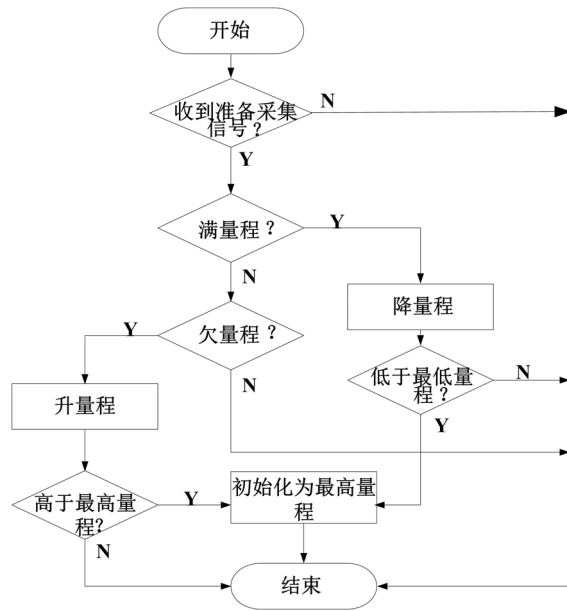 开始
收到准备采集
信号？
N
Y
满量程？
Y
N
降量程
Y
欠量程？
N
低于最低量
程？
N
Y
升量程
高于最高量
程?
Y
N
初始化为最高量
程
结束